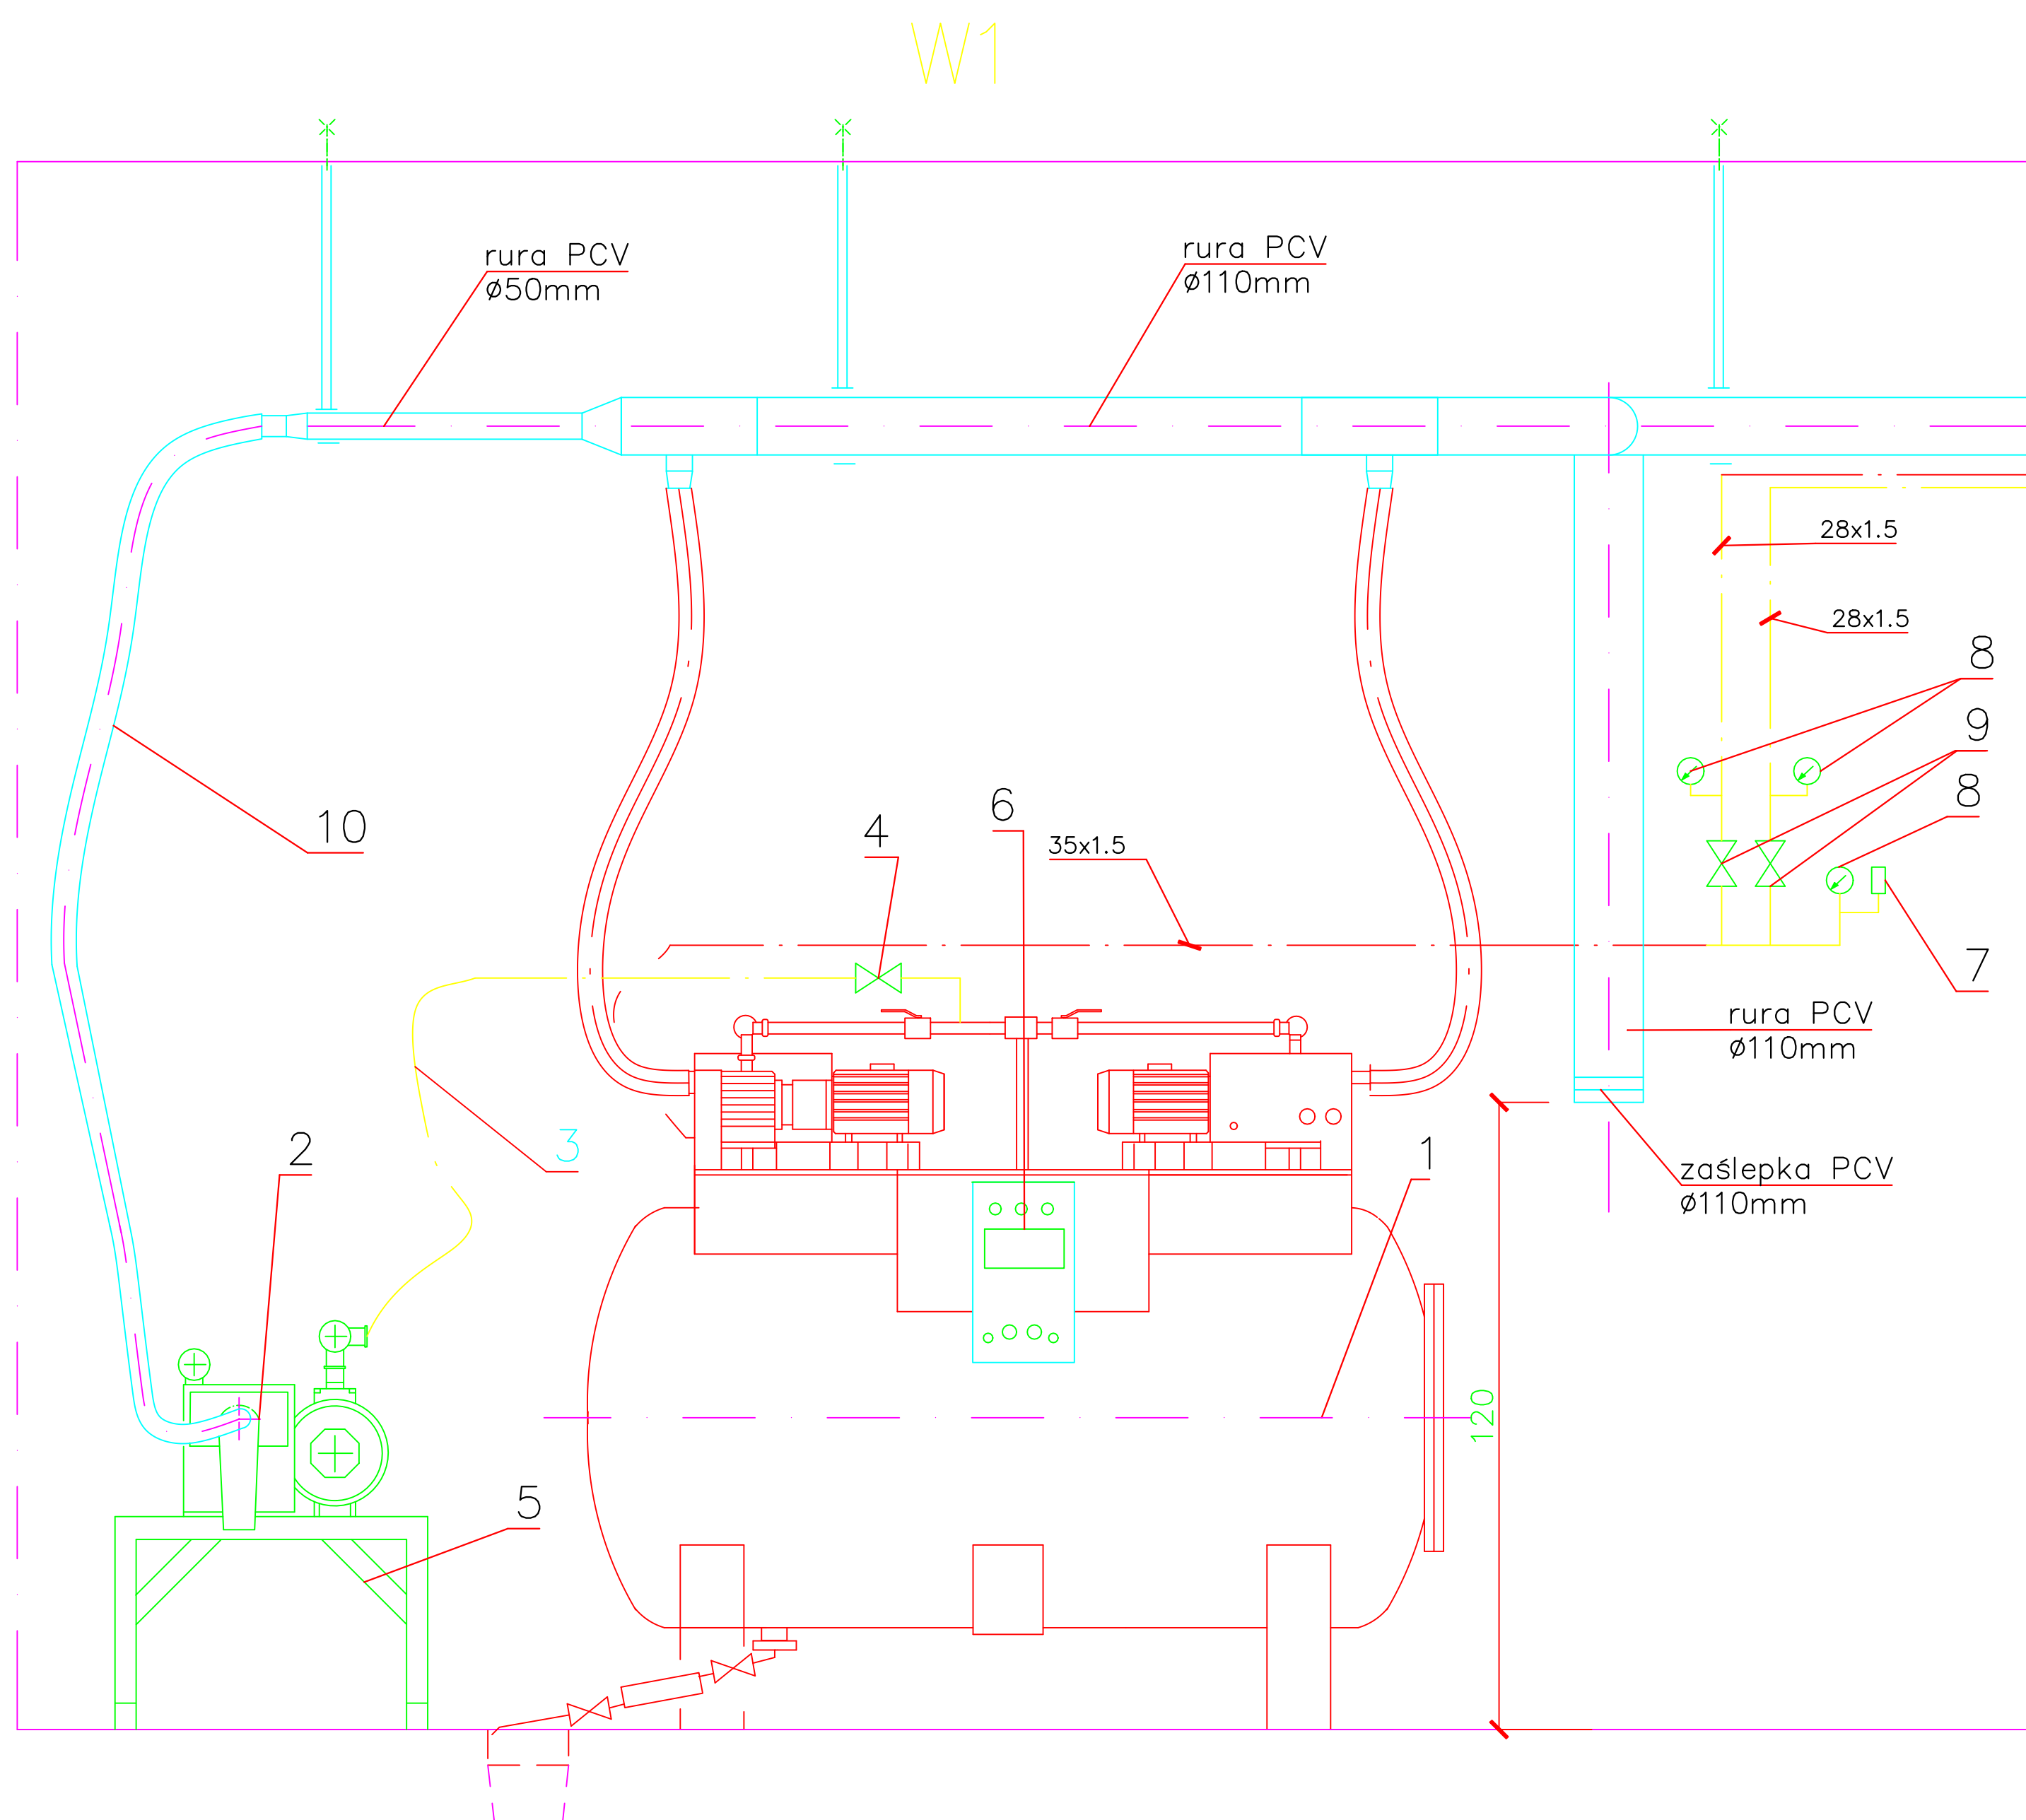 W1
rura PCV
ø50mm
rura PCV
ø110mm
28x1.5
28x1.5
8
9
8
6
4
35x1.5
10
7
rura PCV
ø110mm
3
2
1
zaślepka PCV
ø110mm
120
5